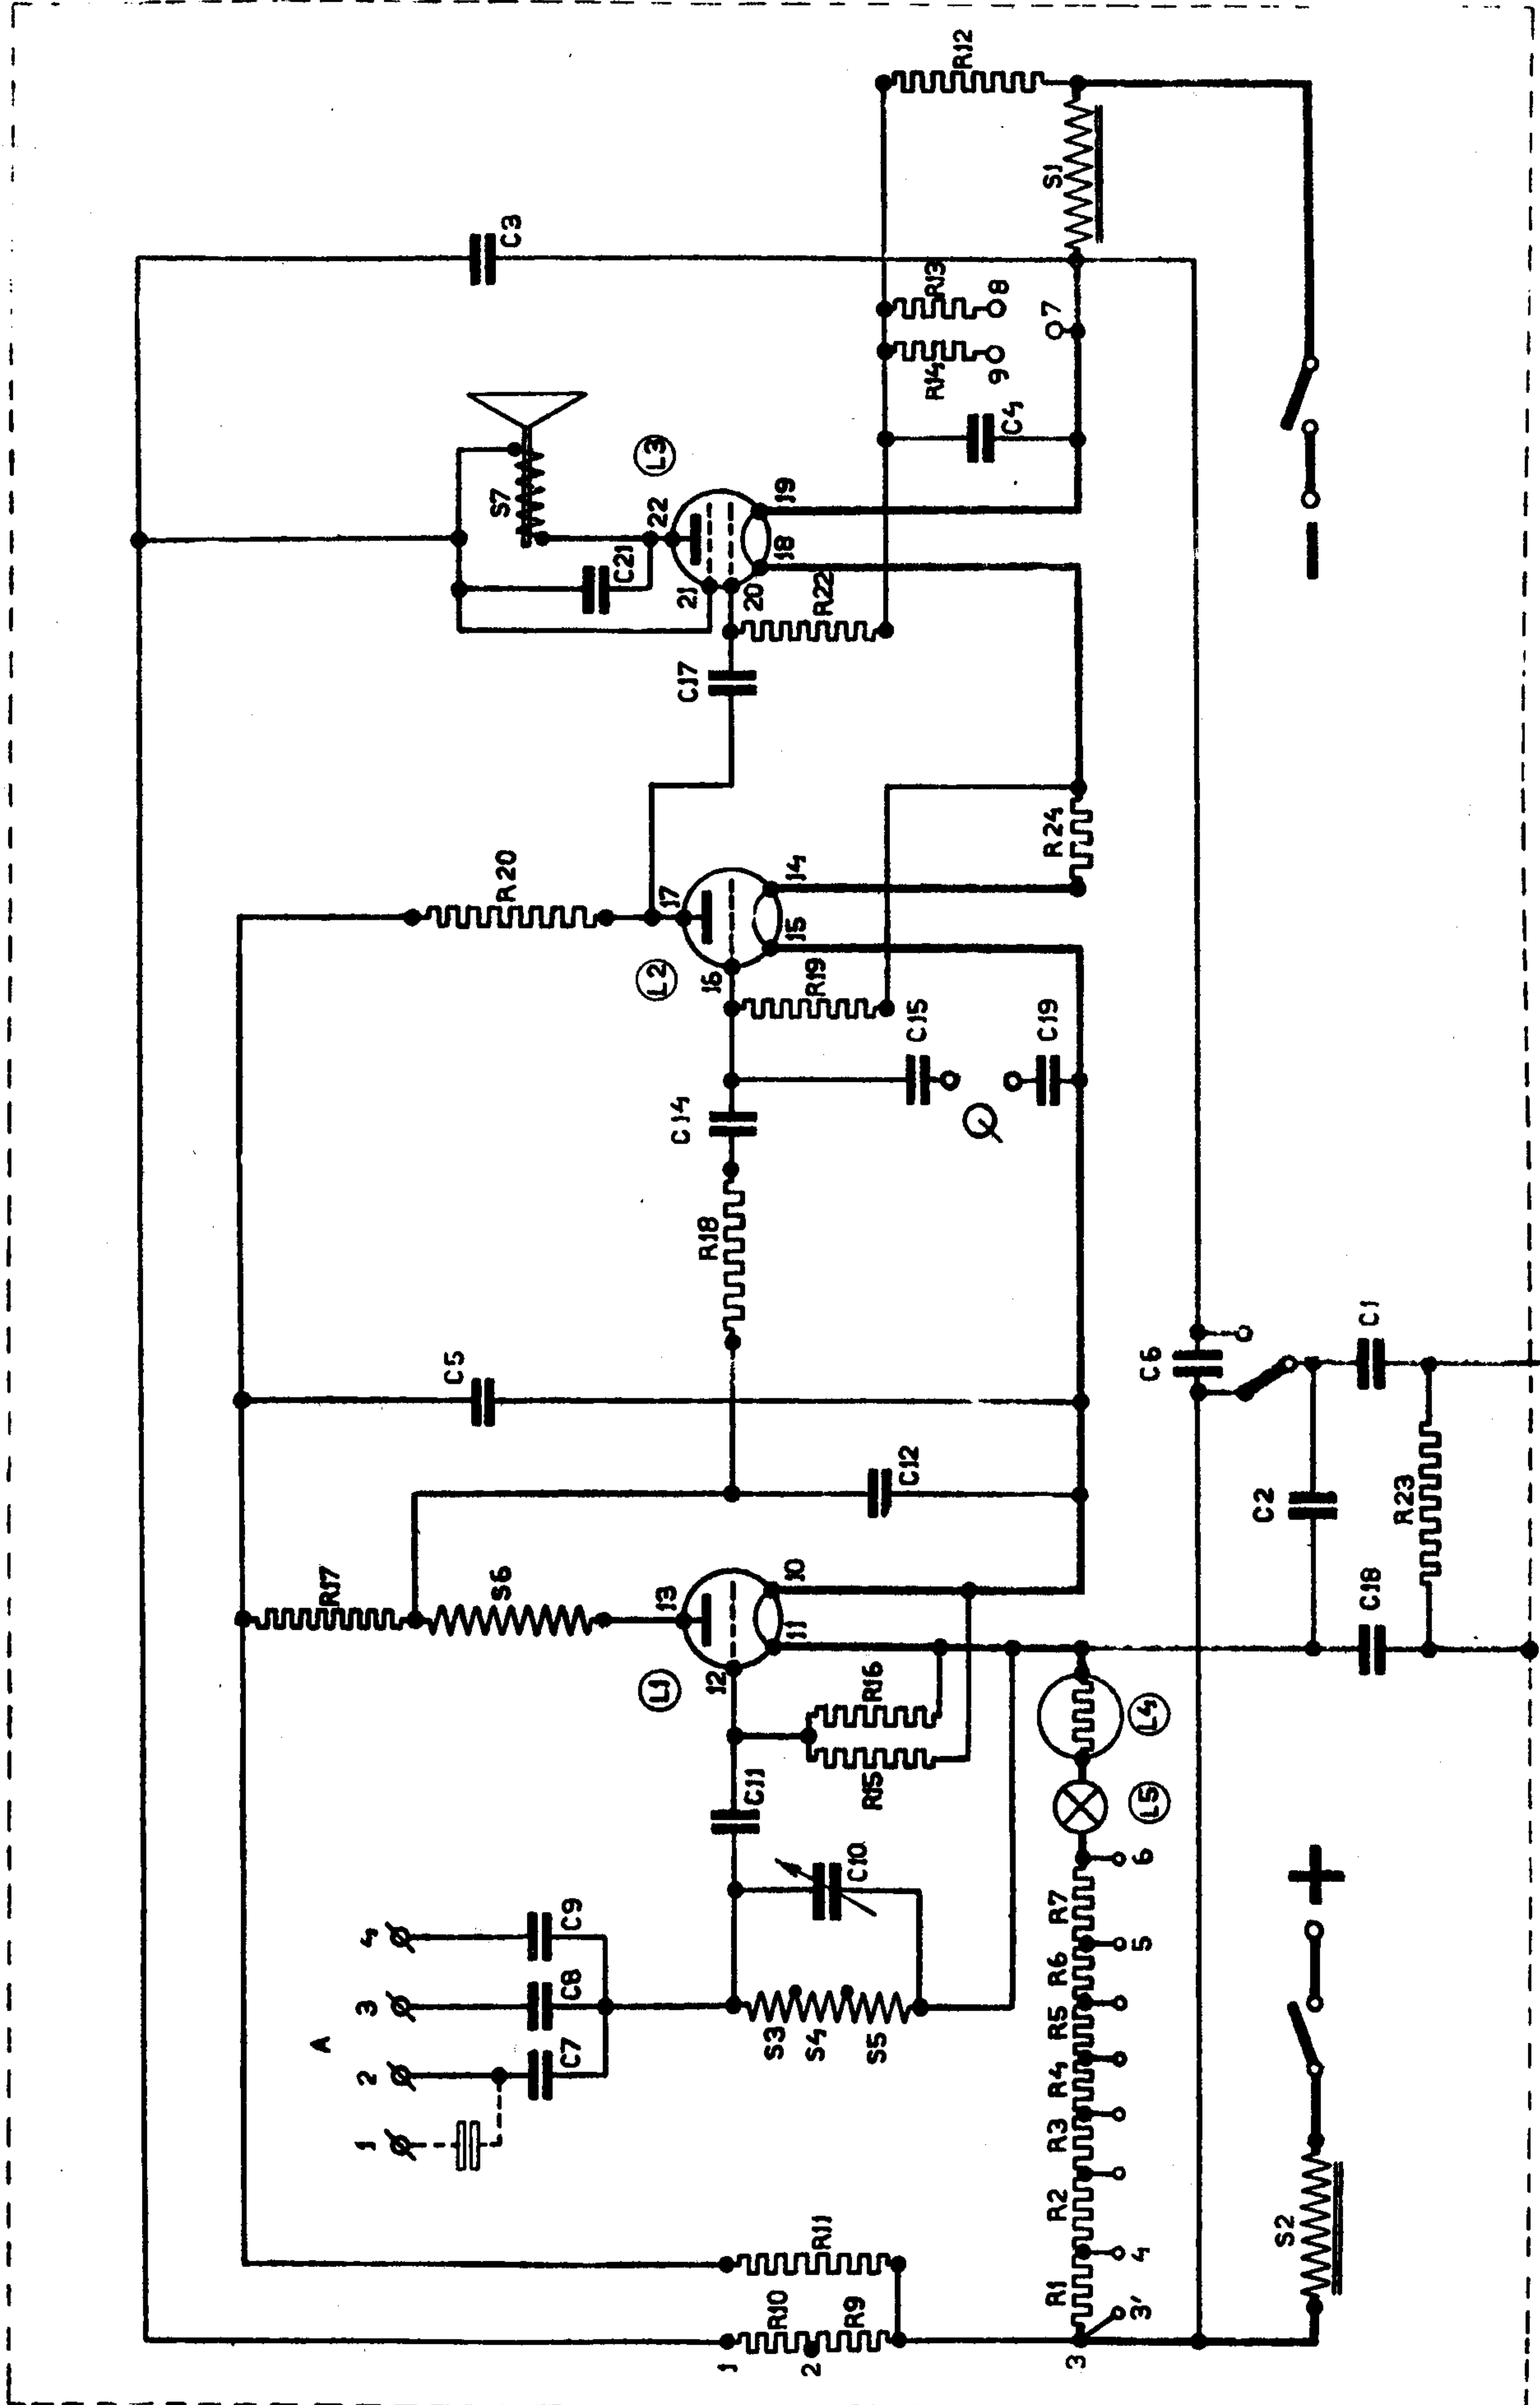 A
R17
1
2
3
4
C5
S6
R20
S7
C3
C7
C8
C9
C21
L1
13
L2
17
22
L3
C14
C17
21
12
R18
16
1
C11
20
R10
S3
11
10
15
14
18
19
2
S4
R9
R11
C10
R19
R22
S5
R15
R16
C12
C15
R14
R13
R12
9
8
C4
Q
R1
R2
R3
R4
R5
R6
R7
C19
R24
7
S1
3
3'
4
5
6
L5
L4
C6
C2
S2
+
–
C18
C1
R23